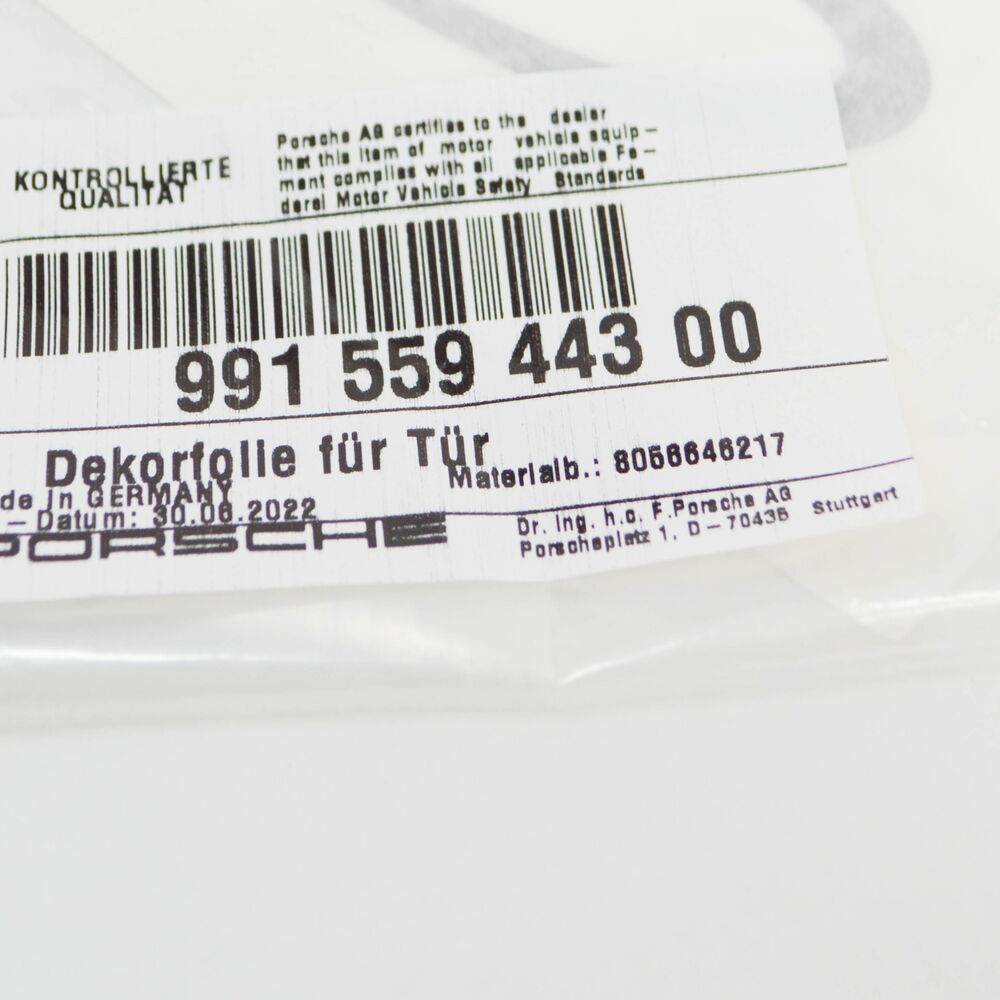 KONTROLLIERTE
QUALITÄT
Porsche AG certifies to the dealer
that this item of motor vehicle equip-
ment complies with all applicable Fe-
deral Motor Vehicle Safety Standards
991 559 443 00
Dekorfolie für Tür
Materialb.: 8056646217
de in GERMANY
- Datum: 30.06.2022
PORSCHE
Dr. Ing. h.c. F.Porsche AG
Porscheplatz 1, D-70435 Stuttgart